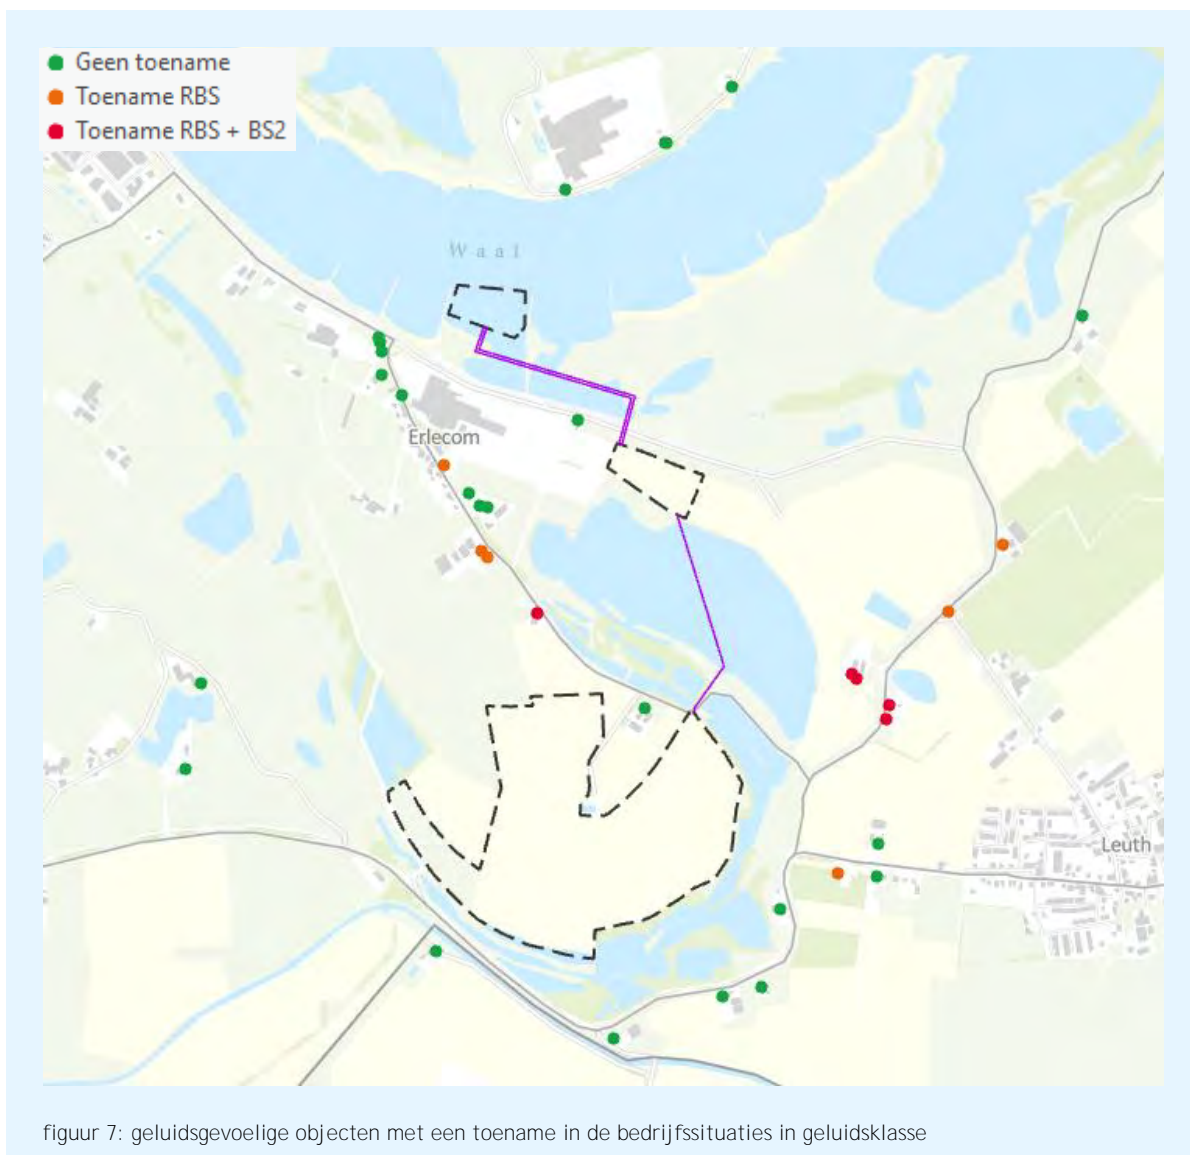 Geen toename
Toename RBS
Toename RBS + BS2
Waal
Erlecom
Leuth
figuur 7: geluidsgevoelige objecten met een toename in de bedrijfssituaties in geluidsklasse